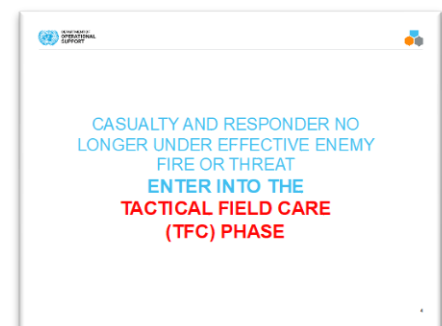 DEPARTMENT OF
OPERATIONAL
SUPPORT
CASUALTY AND RESPONDER NO
LONGER UNDER EFFECTIVE ENEMY
FIRE OR THREAT
ENTER INTO THE
TACTICAL FIELD CARE
(TFC) PHASE